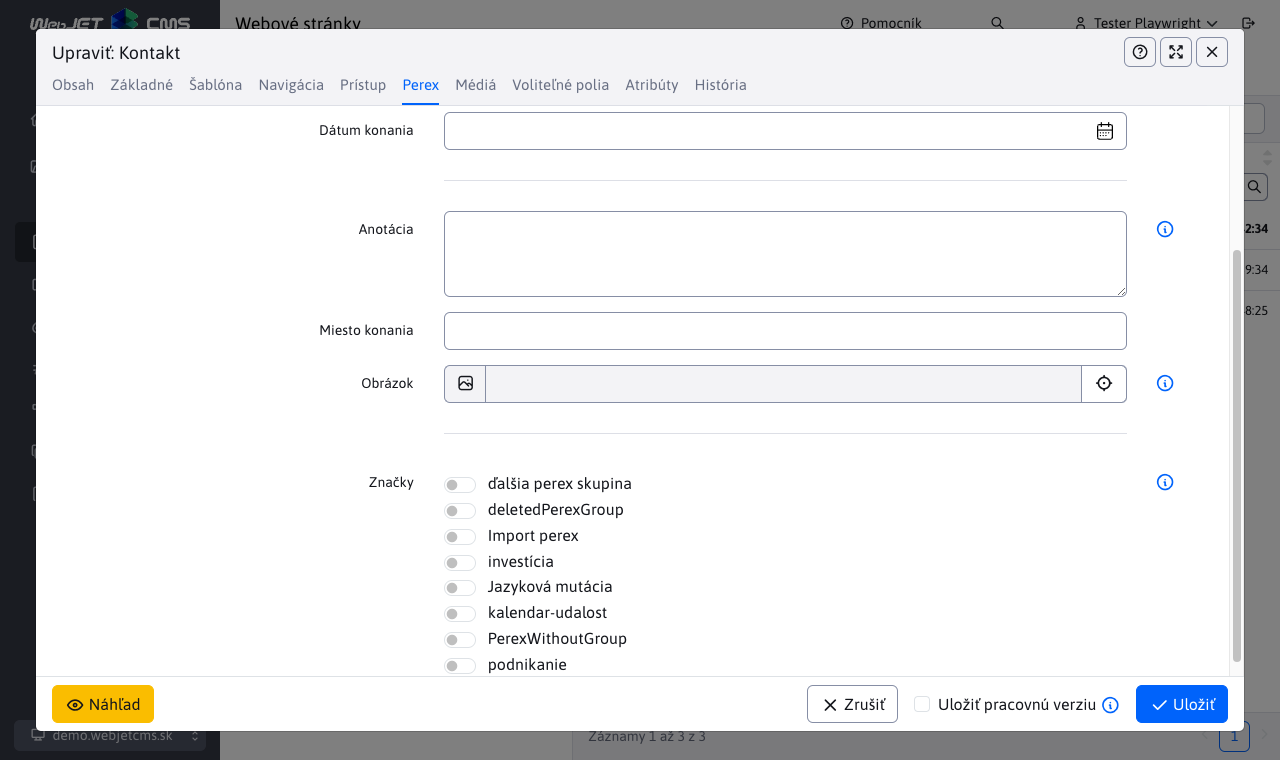 WebJET CMS
Webové stránky
Pomocník
Tester Playwright
Upraviť: Kontakt
Obsah Základné Šablóna Navigácia Prístup Perex Médiá Voliteľné polia Atribúty História
Dátum konania
Anotácia
2:34
9:34
8:25
Miesto konania
Obrázok
Značky
ďalšia perex skupina
deletedPerexGroup
Import perex
investícia
Jazyková mutácia
kalendar-udalost
PerexWithoutGroup
podnikanie
Náhľad
Zrušiť
Uložiť pracovnú verziu
Uložiť
demo.webjetcms.sk
Záznamy 1 až 3 z 3
1